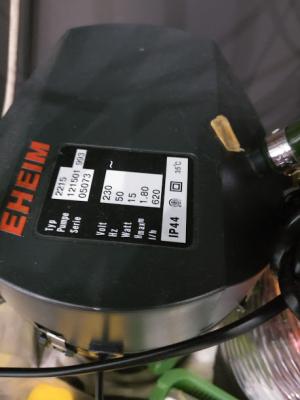 EHEIM
Typ 2215 993
Pumpe 121501
Serie 05073
Volt 230 ~
Hz 50
Watt 15
Hmax m 1.80
l/h 620
IP44 35°C